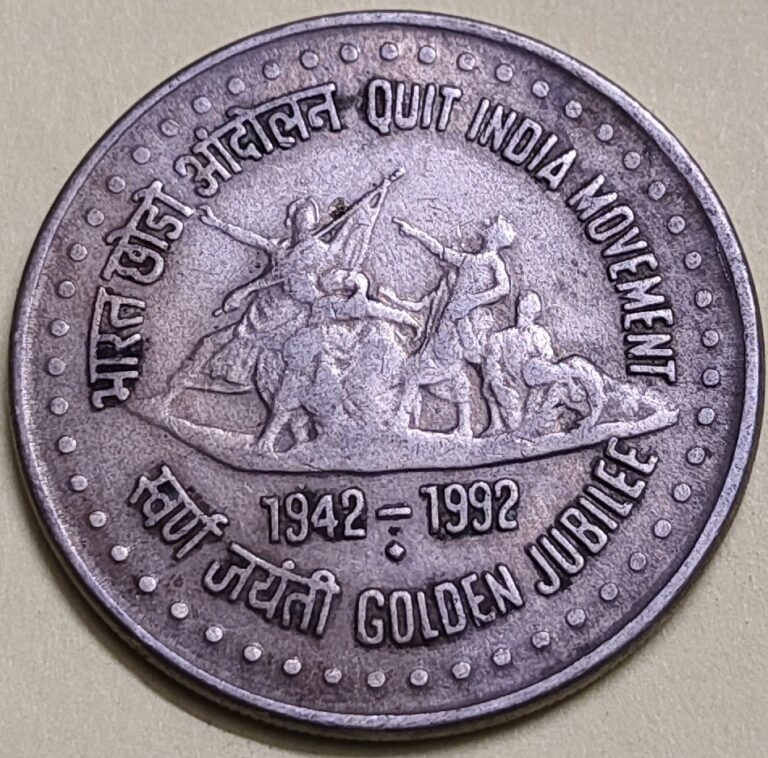 भारत छोडो आंदोलन QUIT INDIA MOVEMENT
1942-1992
स्वर्ण जयंती GOLDEN JUBILEE